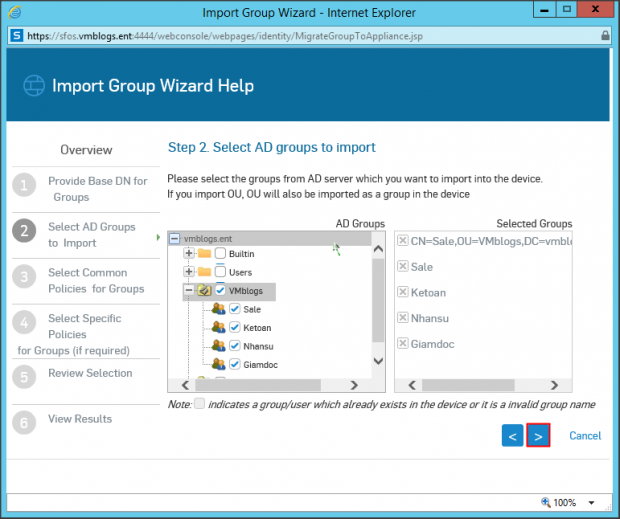 Import Group Wizard - Internet Explorer
https://sfos.vmblogs.ent:4444/webconsole/webpages/identity/MigrateGroupToAppliance.jsp
Import Group Wizard Help
Overview
1
Provide Base DN for
Groups
2
Select AD Groups
to Import
3
Select Common
Policies for Groups
4
Select Specific
Policies
for Groups (if required)
5
Review Selection
6
View Results
Step 2. Select AD groups to import
Please select the groups from AD server which you want to import into the device.
If you import OU, OU will also be imported as a group in the device
AD Groups
vmblogs.ent
Builtin
Users
VMblogs
Sale
Ketoan
Nhansu
Giamdoc
Selected Groups
CN=Sale,OU=VMblogs,DC=vmbl
Sale
Ketoan
Nhansu
Giamdoc
Note: indicates a group/user which already exists in the device or it is a invalid group name
< > Cancel
100%